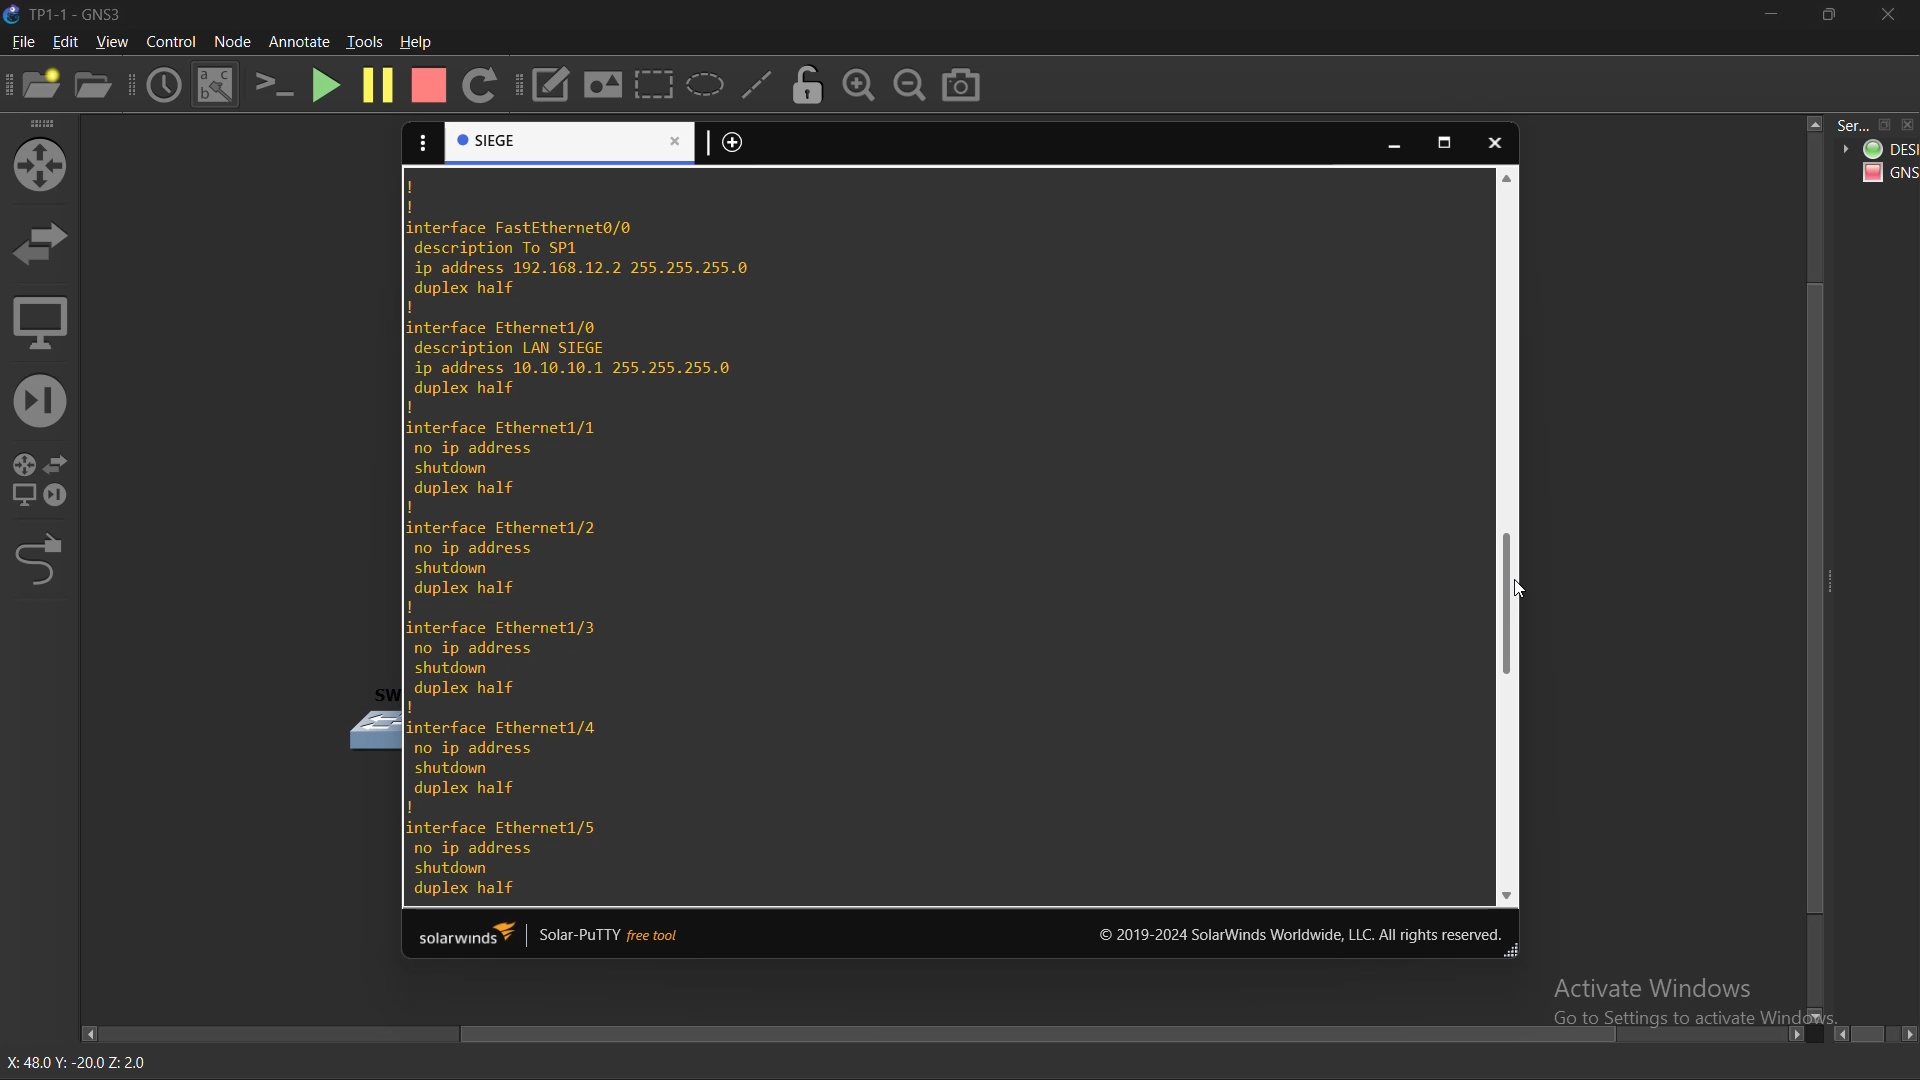 TP1-1 - GNS3
File Edit View Control Node Annotate Tools Help
Ser...
DESI
GNS
SIEGE
!
!
interface FastEthernet0/0
description To SP1
ip address 192.168.12.2 255.255.255.0
duplex half
!
interface Ethernet1/0
description LAN SIEGE
ip address 10.10.10.1 255.255.255.0
duplex half
!
interface Ethernet1/1
no ip address
shutdown
duplex half
!
interface Ethernet1/2
no ip address
shutdown
duplex half
!
interface Ethernet1/3
no ip address
shutdown
duplex half
!
interface Ethernet1/4
no ip address
shutdown
duplex half
!
interface Ethernet1/5
no ip address
shutdown
duplex half
SW
solarwinds Solar-PuTTY free tool © 2019-2024 SolarWinds Worldwide, LLC. All rights reserved.
Activate Windows
Go to Settings to activate Windows.
X: 48.0 Y: -20.0 Z: 2.0